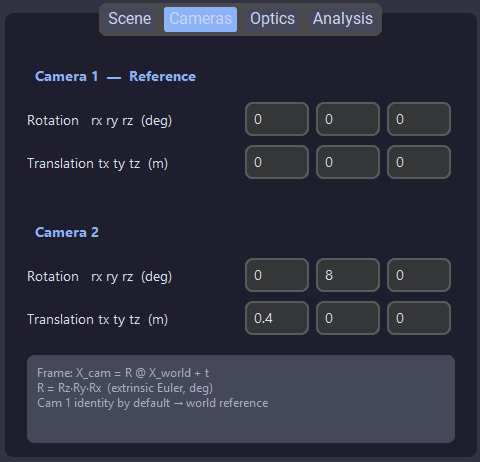 Scene Cameras Optics Analysis
Camera 1 — Reference
Rotation rx ry rz (deg) 0 0 0
Translation tx ty tz (m) 0 0 0
Camera 2
Rotation rx ry rz (deg) 0 8 0
Translation tx ty tz (m) 0.4 0 0
Frame: X_cam = R @ X_world + t
R = Rz·Ry·Rx (extrinsic Euler, deg)
Cam 1 identity by default → world reference